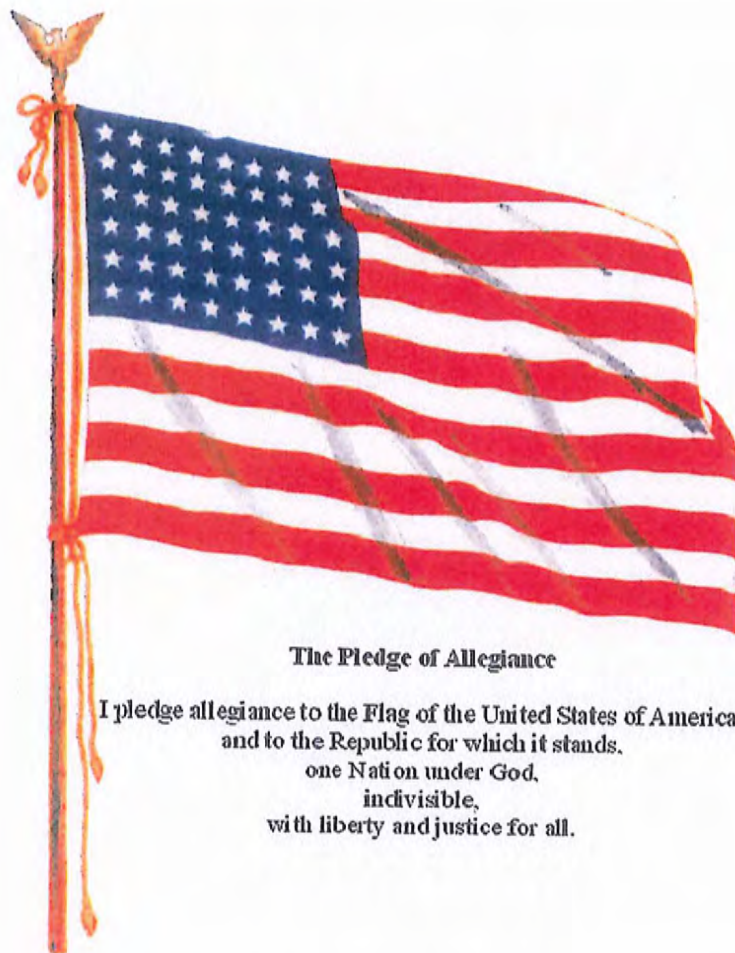 The Pledge of Allegiance
I pledge allegiance to the Flag of the United States of America
and to the Republic for which it stands,
one Nation under God,
indivisible,
with liberty and justice for all.